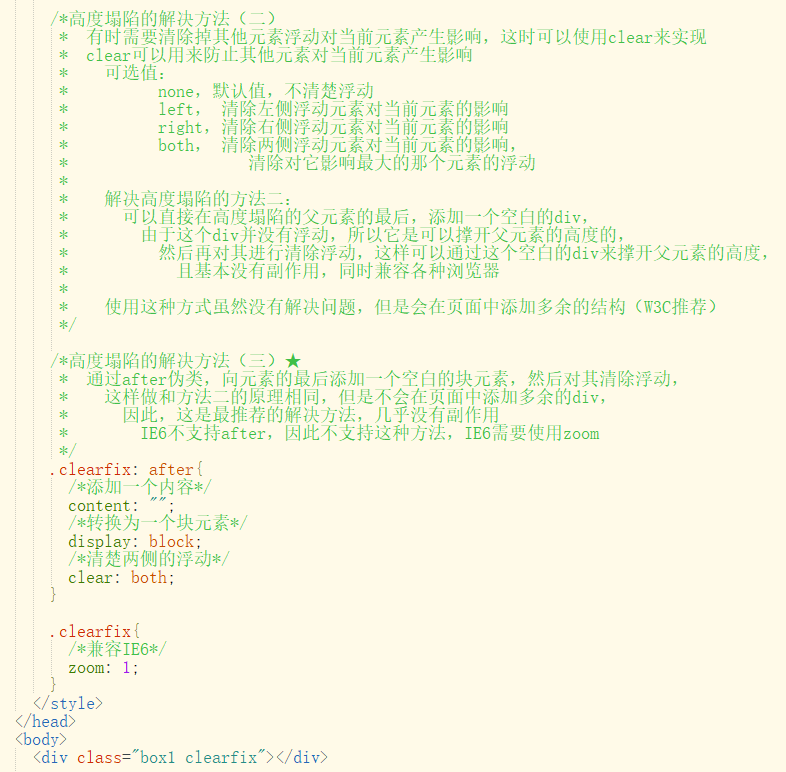 /*高度塌陷的解决方法（二）
*  有时需要清除掉其他元素浮动对当前元素产生影响，这时可以使用clear来实现
*  clear可以用来防止其他元素对当前元素产生影响
*    可选值：
*          none，默认值，不清楚浮动
*          left， 清除左侧浮动元素对当前元素的影响
*          right，清除右侧浮动元素对当前元素的影响
*          both， 清除两侧浮动元素对当前元素的影响，
*                    清除对它影响最大的那个元素的浮动
*
*    解决高度塌陷的方法二：
*      可以直接在高度塌陷的父元素的最后，添加一个空白的div，
*        由于这个div并没有浮动，所以它是可以撑开父元素的高度的，
*          然后再对其进行清除浮动，这样可以通过这个空白的div来撑开父元素的高度，
*            且基本没有副作用，同时兼容各种浏览器
*
*    使用这种方式虽然没有解决问题，但是会在页面中添加多余的结构（W3C推荐）
*/
/*高度塌陷的解决方法（三）★
*  通过after伪类，向元素的最后添加一个空白的块元素，然后对其清除浮动，
*    这样做和方法二的原理相同，但是不会在页面中添加多余的div，
*      因此，这是最推荐的解决方法，几乎没有副作用
*        IE6不支持after，因此不支持这种方法，IE6需要使用zoom
*/
.clearfix: after{
/*添加一个内容*/
content: "";
/*转换为一个块元素*/
display: block;
/*清楚两侧的浮动*/
clear: both;
}
.clearfix{
/*兼容IE6*/
zoom: 1;
}
</style>
</head>
<body>
<div class="box1 clearfix"></div>